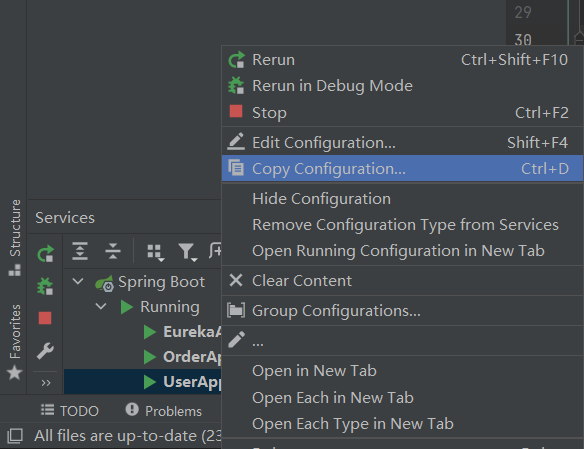 29
30
Rerun Ctrl+Shift+F10
Rerun in Debug Mode
Stop Ctrl+F2
Edit Configuration... Shift+F4
Copy Configuration... Ctrl+D
Hide Configuration
Remove Configuration Type from Services
Open Running Configuration in New Tab
Clear Content
Group Configurations...
...
Open in New Tab
Open Each in New Tab
Open Each Type in New Tab
Structure
Favorites
Services
Spring Boot
Running
EurekaA
OrderAp
UserApp
>>
TODO
Problems
All files are up-to-date (23